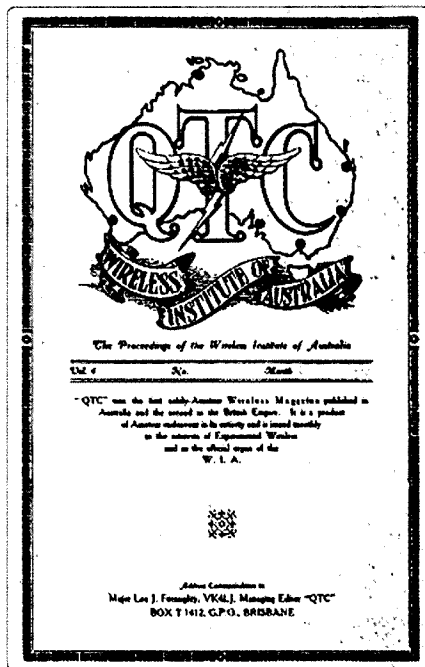 QTC
WIRELESS
INSTITUTE OF
AUSTRALIA
The Proceedings of the Wireless Institute of Australia
Vol. 4 No. Month
"QTC" was the first solely-Amateur Wireless Magazine published in
Australia and the second in the British Empire. It is a product
of Amateur endeavour in its entirety and is issued monthly
in the interests of Experimental Wireless
and as the official organ of the
W. I. A.
Address Correspondence to
Major Leo J. VK4LJ, Managing Editor "QTC"
BOX T 1412, G.P.O., BRISBANE